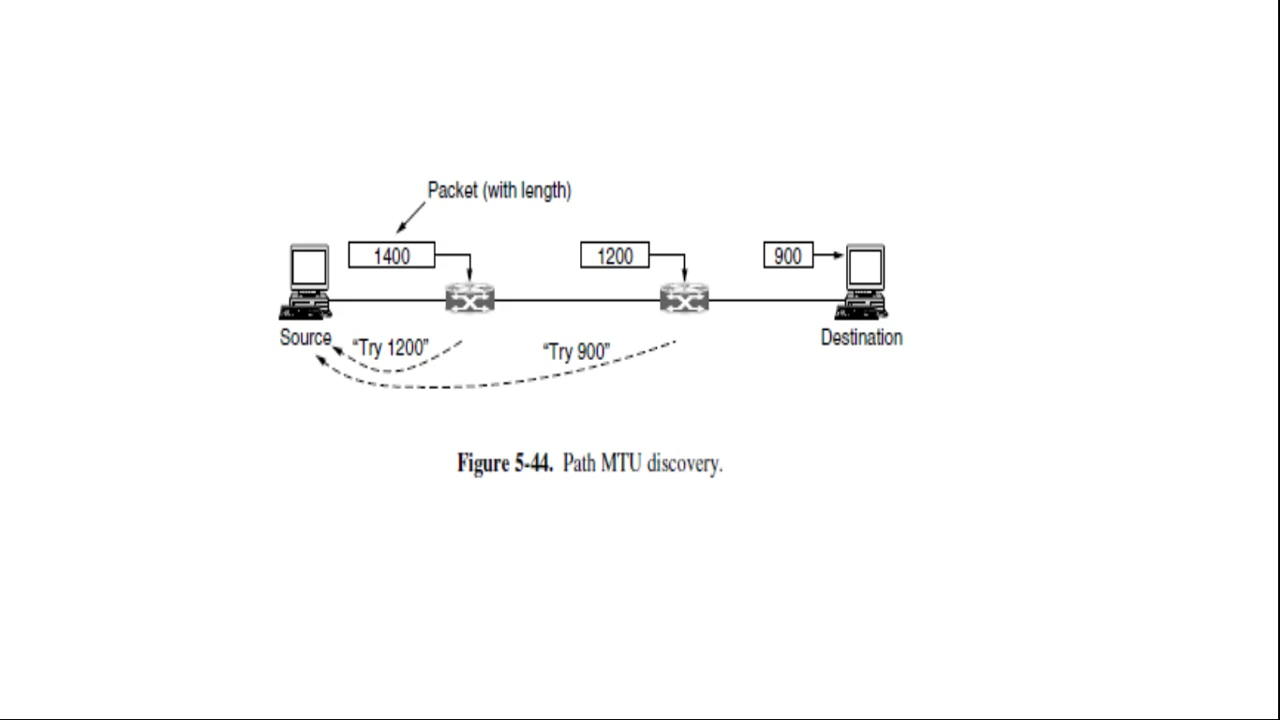 Packet (with length)
1400
1200
900
Source
"Try 1200"
"Try 900"
Destination
Figure 5-44. Path MTU discovery.